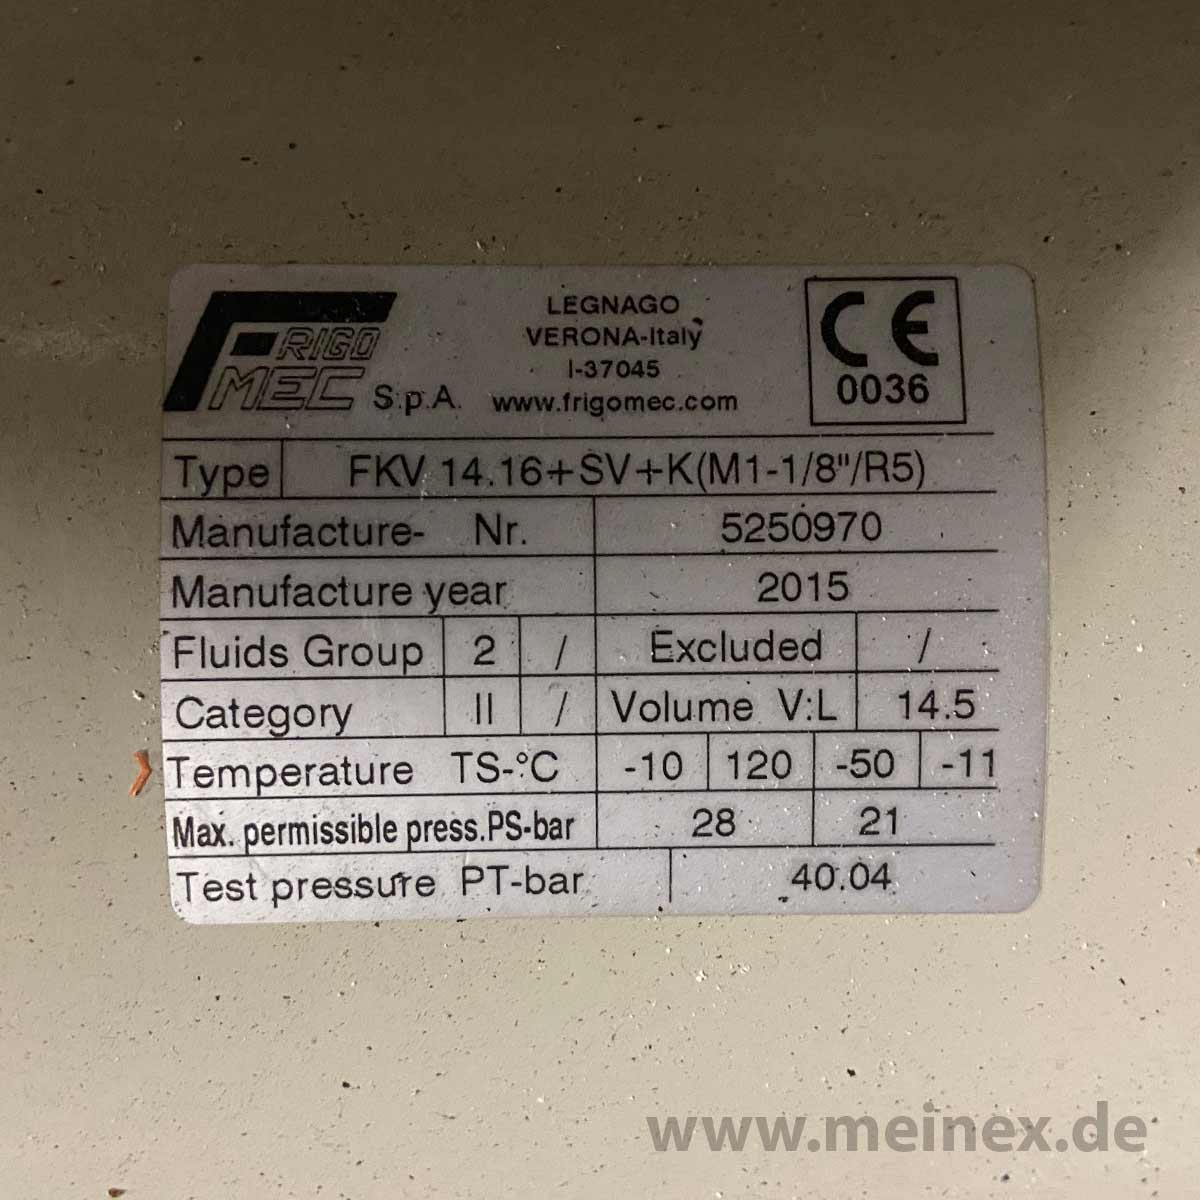 FRIGO
MEC S.p.A.
LEGNAGO
VERONA-Italy
I-37045
www.frigomec.com
CE
0036
Type FKV 14.16+SV+K(M1-1/8"/R5)
Manufacture- Nr. 5250970
Manufacture year 2015
Fluids Group 2 / Excluded /
Category II / Volume V:L 14.5
Temperature TS-°C -10 120 -50 -11
Max. permissible press.PS-bar 28 21
Test pressure PT-bar 40.04
www.meinex.de